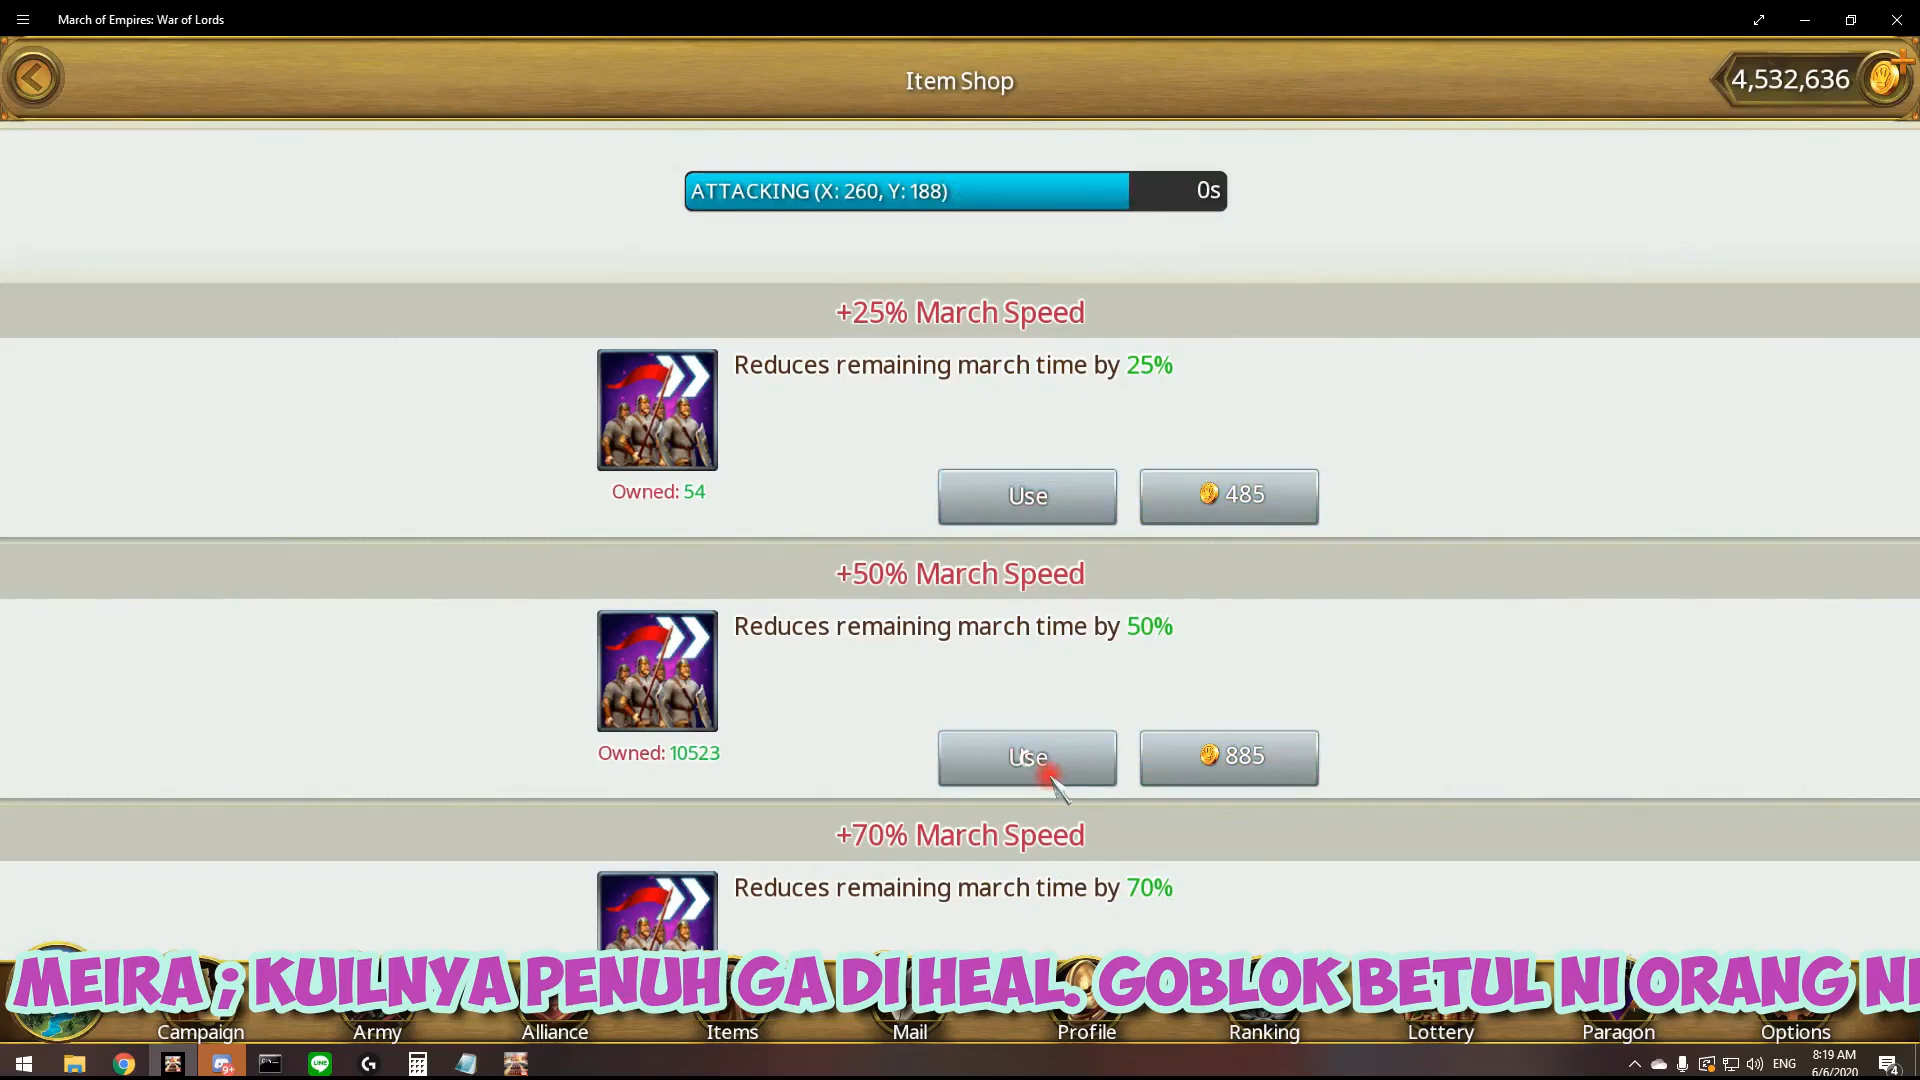 March of Empires: War of Lords
Item Shop
4,532,636
ATTACKING (X: 260, Y: 188)
0s
+25% March Speed
Reduces remaining march time by 25%
Owned: 54
Use
485
+50% March Speed
Reduces remaining march time by 50%
Owned: 10523
Use
885
+70% March Speed
Reduces remaining march time by 70%
MEIRA ; KUILNYA PENUH GA DI HEAL. GOBLOK BETUL NI ORANG
Campaign
Army
Alliance
Items
Mail
Profile
Ranking
Lottery
Paragon
Options
9+
LINE
ENG
8:19 AM
6/6/2020
4